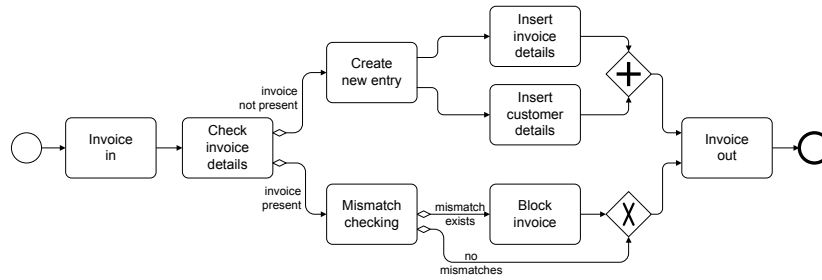 Invoice
in
Check
invoice
details
invoice
not present
invoice
present
Create
new entry
Insert
invoice
details
Insert
customer
details
Mismatch
checking
mismatch
exists
no
mismatches
Block
invoice
Invoice
out